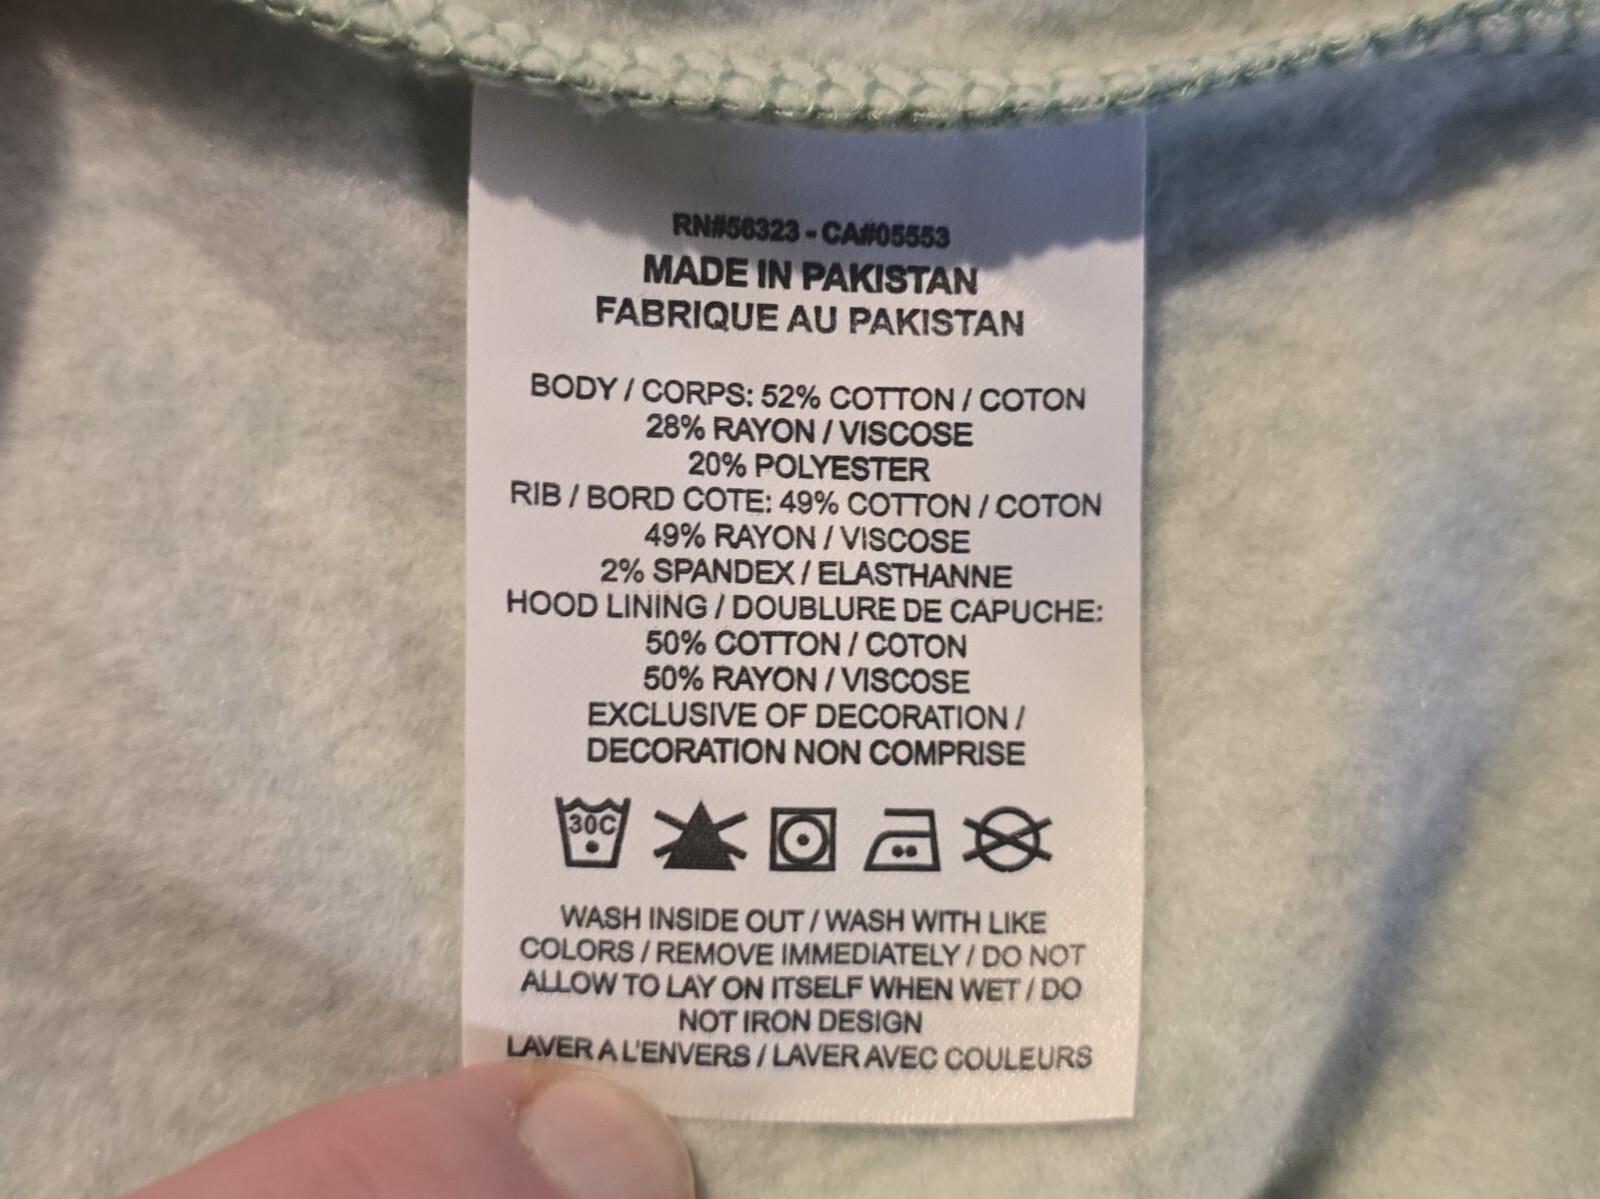 RN#56323 - CA#05553
MADE IN PAKISTAN
FABRIQUE AU PAKISTAN
BODY / CORPS: 52% COTTON / COTON
28% RAYON / VISCOSE
20% POLYESTER
RIB / BORD COTE: 49% COTTON / COTON
49% RAYON / VISCOSE
2% SPANDEX / ELASTHANNE
HOOD LINING / DOUBLURE DE CAPUCHE:
50% COTTON / COTON
50% RAYON / VISCOSE
EXCLUSIVE OF DECORATION /
DECORATION NON COMPRISE
30C
WASH INSIDE OUT / WASH WITH LIKE
COLORS / REMOVE IMMEDIATELY / DO NOT
ALLOW TO LAY ON ITSELF WHEN WET / DO
NOT IRON DESIGN
LAVER A L'ENVERS / LAVER AVEC COULEURS